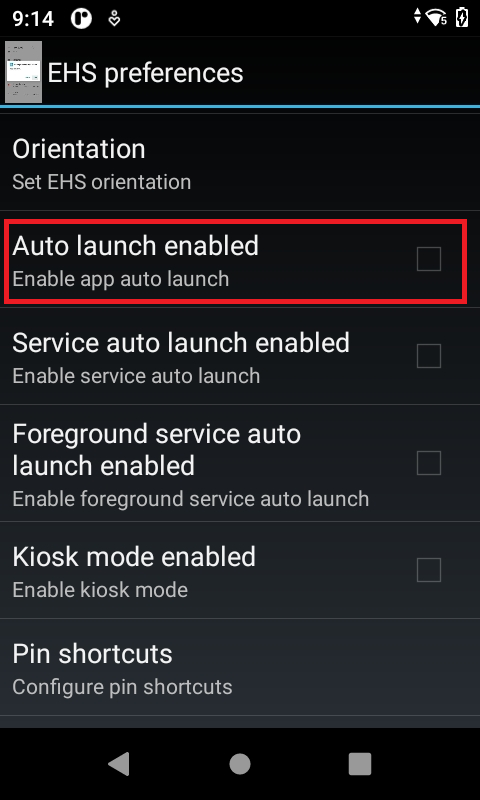 9:14
5
EHS preferences
Orientation
Set EHS orientation
Auto launch enabled
Enable app auto launch
Service auto launch enabled
Enable service auto launch
Foreground service auto
launch enabled
Enable foreground service auto launch
Kiosk mode enabled
Enable kiosk mode
Pin shortcuts
Configure pin shortcuts